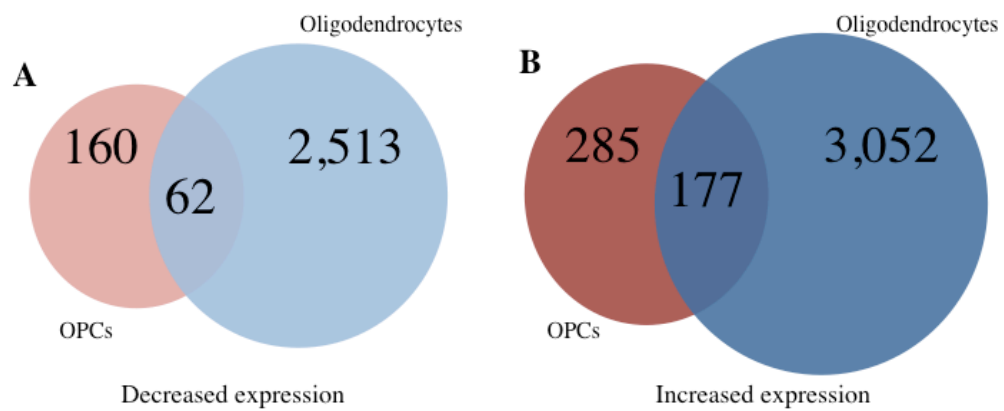 Oligodendrocytes
A
160
2,513
62
OPCs
Decreased expression
Oligodendrocytes
B
285
3,052
177
OPCs
Increased expression